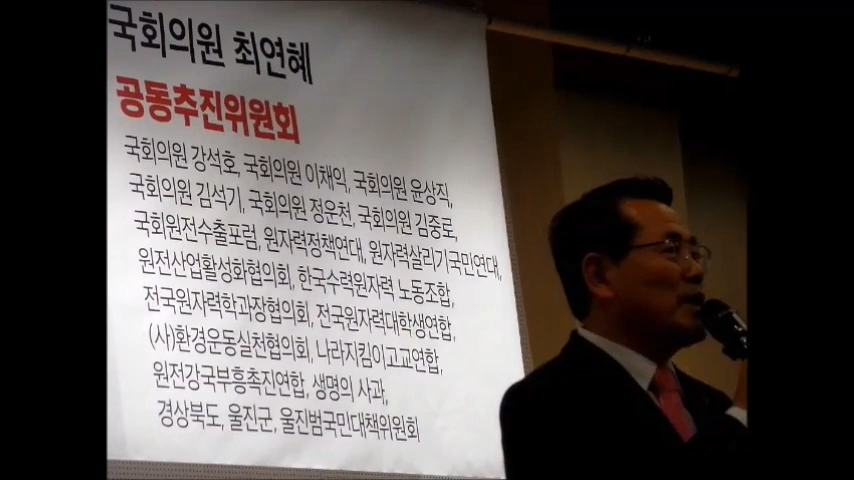 국회의원 최연혜
공동추진위원회
국회의원 강석호, 국회의원 이채익, 국회의원 윤상직,
국회의원 김석기, 국회의원 정운천, 국회의원 김중로,
국회원전수출포럼, 원자력정책연대, 원자력살리기국민연대,
원전산업활성화협의회, 한국수력원자력 노동조합,
전국원자력학과장협의회, 전국원자력대학생연합,
(사)환경운동실천협의회, 나라지킴이고교연합,
원전강국부흥촉진연합, 생명의 사과,
경상북도, 울진군, 울진범국민대책위원회